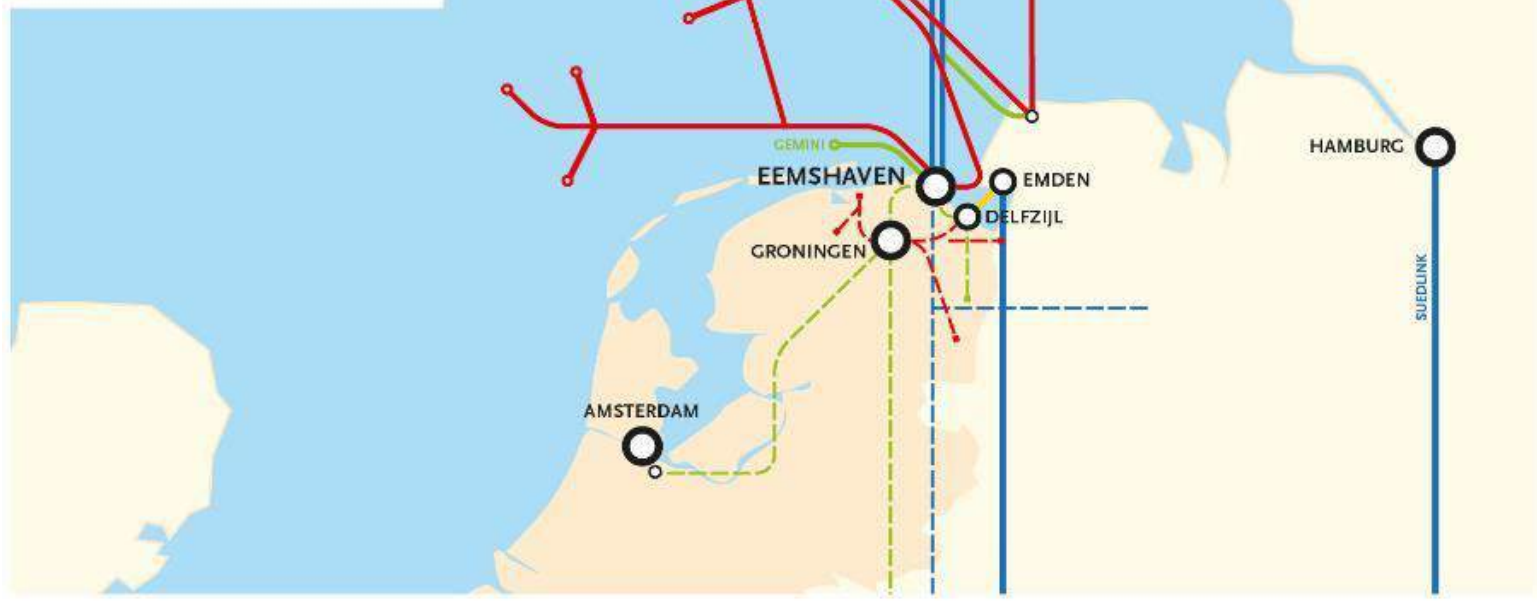 GEMINI
EEMSHAVEN
HAMBURG
EMDEN
DELFZIJL
GRONINGEN
SUEDLINK
AMSTERDAM